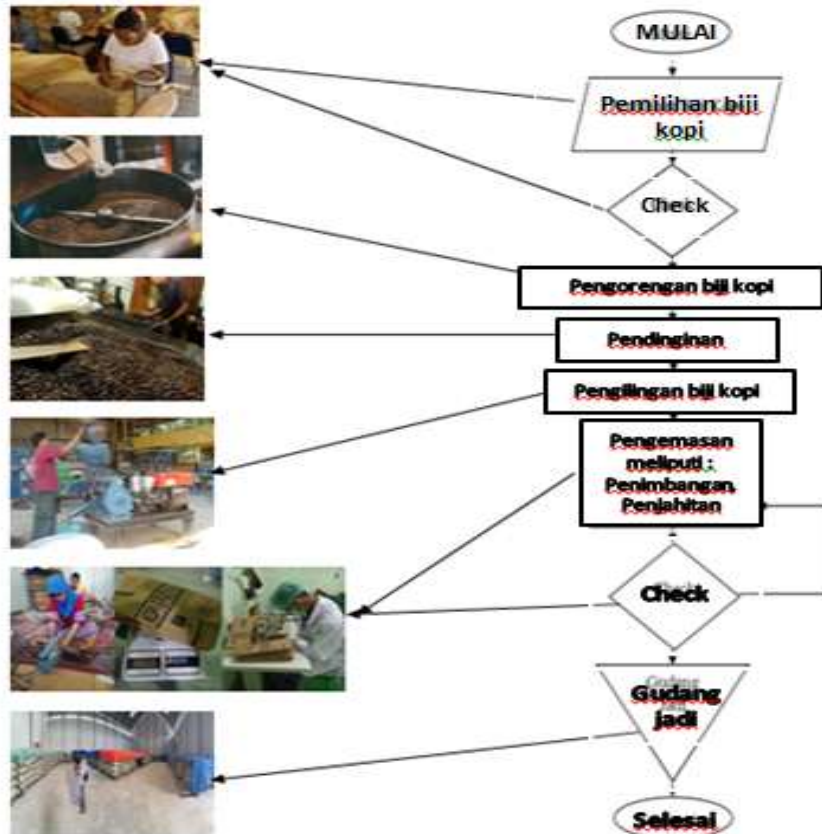 MULAI
Pemilihan biji
kopi
Check
Pengorengan biji kopi
Pendinginan
Pengilingan biji kopi
Pengemasan
meliputi :
Penimbangan,
Penjahitan
Check
Gudang
jadi
Selesai